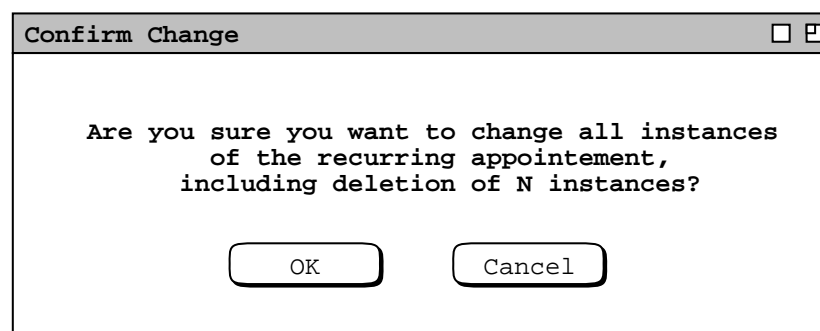 Confirm Change
Are you sure you want to change all instances
of the recurring appointement,
including deletion of N instances?
OK Cancel